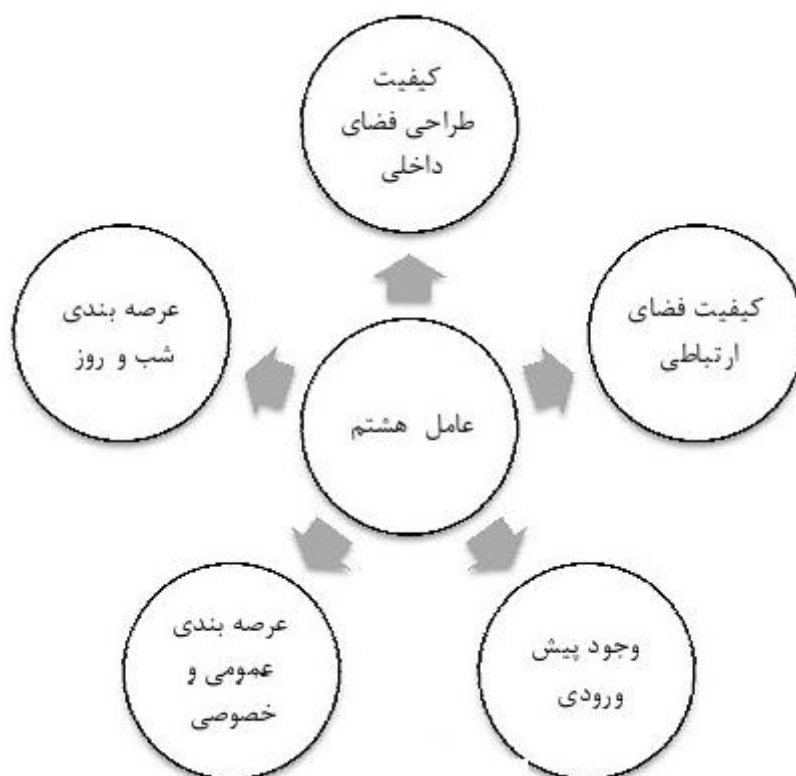 کیفیت
طراحی فضای
داخلی
کیفیت فضای
ارتباطی
عرصه بندی
شب و روز
عامل هشتم
وجود پیش
ورودی
عرصه بندی
عمومی و
خصوصی